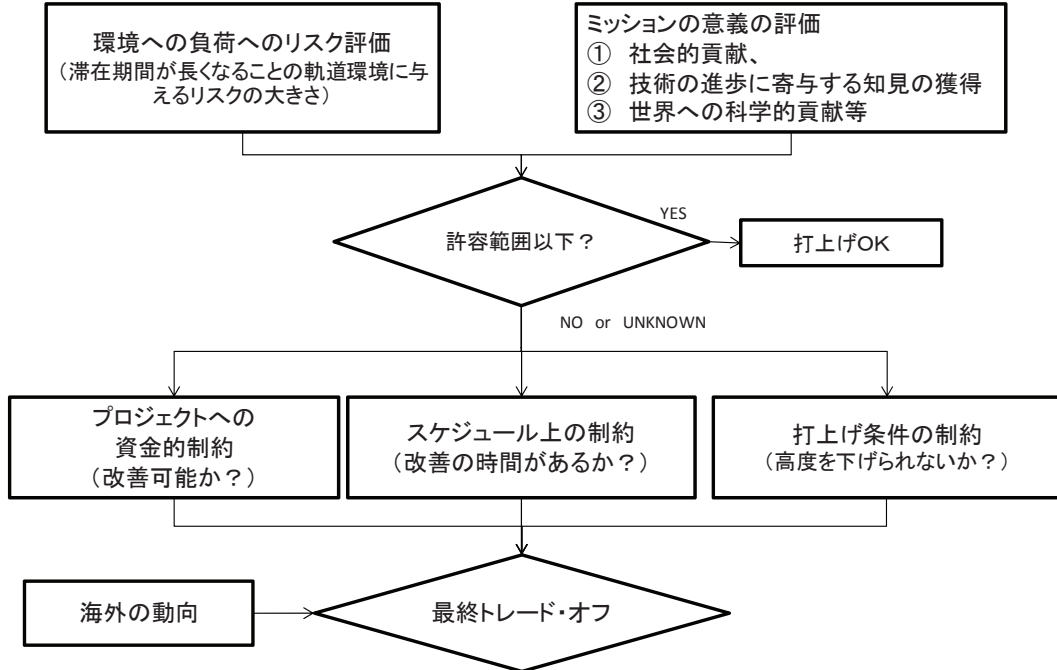 環境への負荷へのリスク評価
（滞在期間が長くなることの軌道環境に与
えるリスクの大きさ）
ミッションの意義の評価
① 社会的貢献、
② 技術の進歩に寄与する知見の獲得
③ 世界への科学的貢献等
許容範囲以下？
YES
打上げOK
NO or UNKNOWN
プロジェクトへの
資金的制約
（改善可能か？）
スケジュール上の制約
（改善の時間があるか？）
打上げ条件の制約
（高度を下げられないか？）
海外の動向
最終トレード・オフ